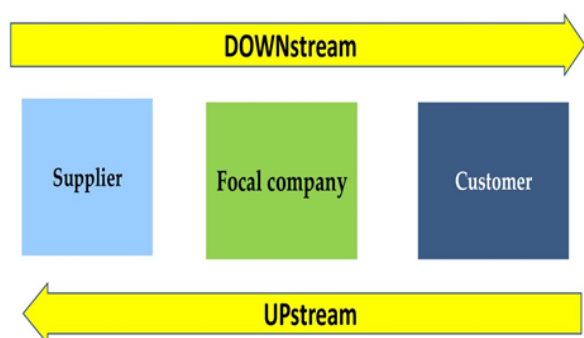 DOWNstream
Supplier
Focal company
Customer
UPstream